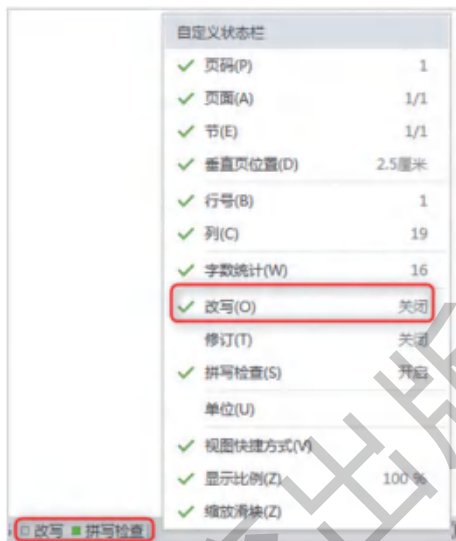 自定义状态栏
✓ 页码(P) 1
✓ 页面(A) 1/1
✓ 节(E) 1/1
✓ 垂直页位置(D) 2.5厘米
✓ 行号(B) 1
✓ 列(C) 19
✓ 字数统计(W) 16
✓ 改写(O) 关闭
修订(T) 关闭
✓ 拼写检查(S) 开启
单位(U)
✓ 视图快捷方式(V)
✓ 显示比例(Z) 100 %
✓ 缩放滑块(Z)
改写 拼写检查